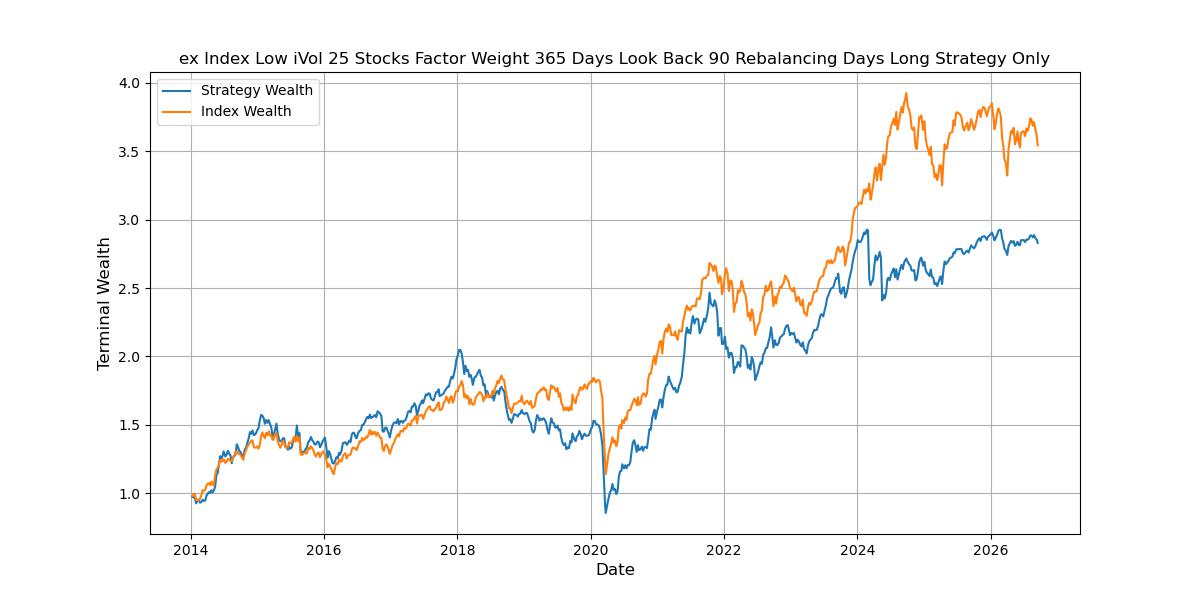 ex Index Low iVol 25 Stocks Factor Weight 365 Days Look Back 90 Rebalancing Days Long Strategy Only
Strategy Wealth
Index Wealth
Terminal Wealth
4.0
3.5
3.0
2.5
2.0
1.5
1.0
2014
2016
2018
2020
2022
2024
2026
Date